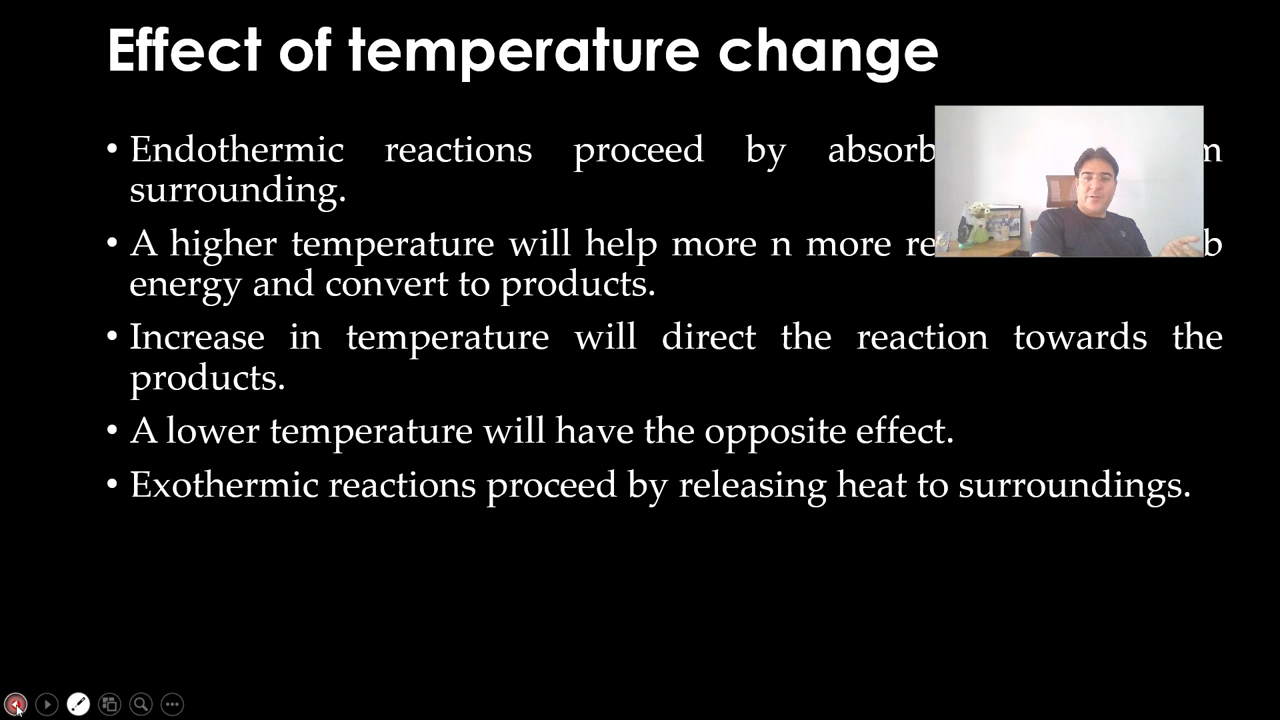 Effect of temperature change
• Endothermic reactions proceed by
surrounding.
• A higher temperature will help more n more
energy and convert to products.
• Increase in temperature will direct the reaction towards the
products.
• A lower temperature will have the opposite effect.
• Exothermic reactions proceed by releasing heat to surroundings.